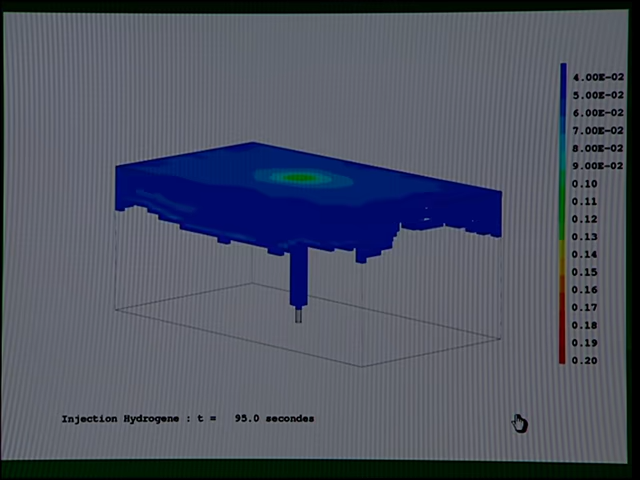 4.00E-02
5.00E-02
6.00E-02
7.00E-02
8.00E-02
9.00E-02
0.10
0.11
0.12
0.13
0.14
0.15
0.16
0.17
0.18
0.19
0.20
Injection Hydrogene : t = 95.0 secondes